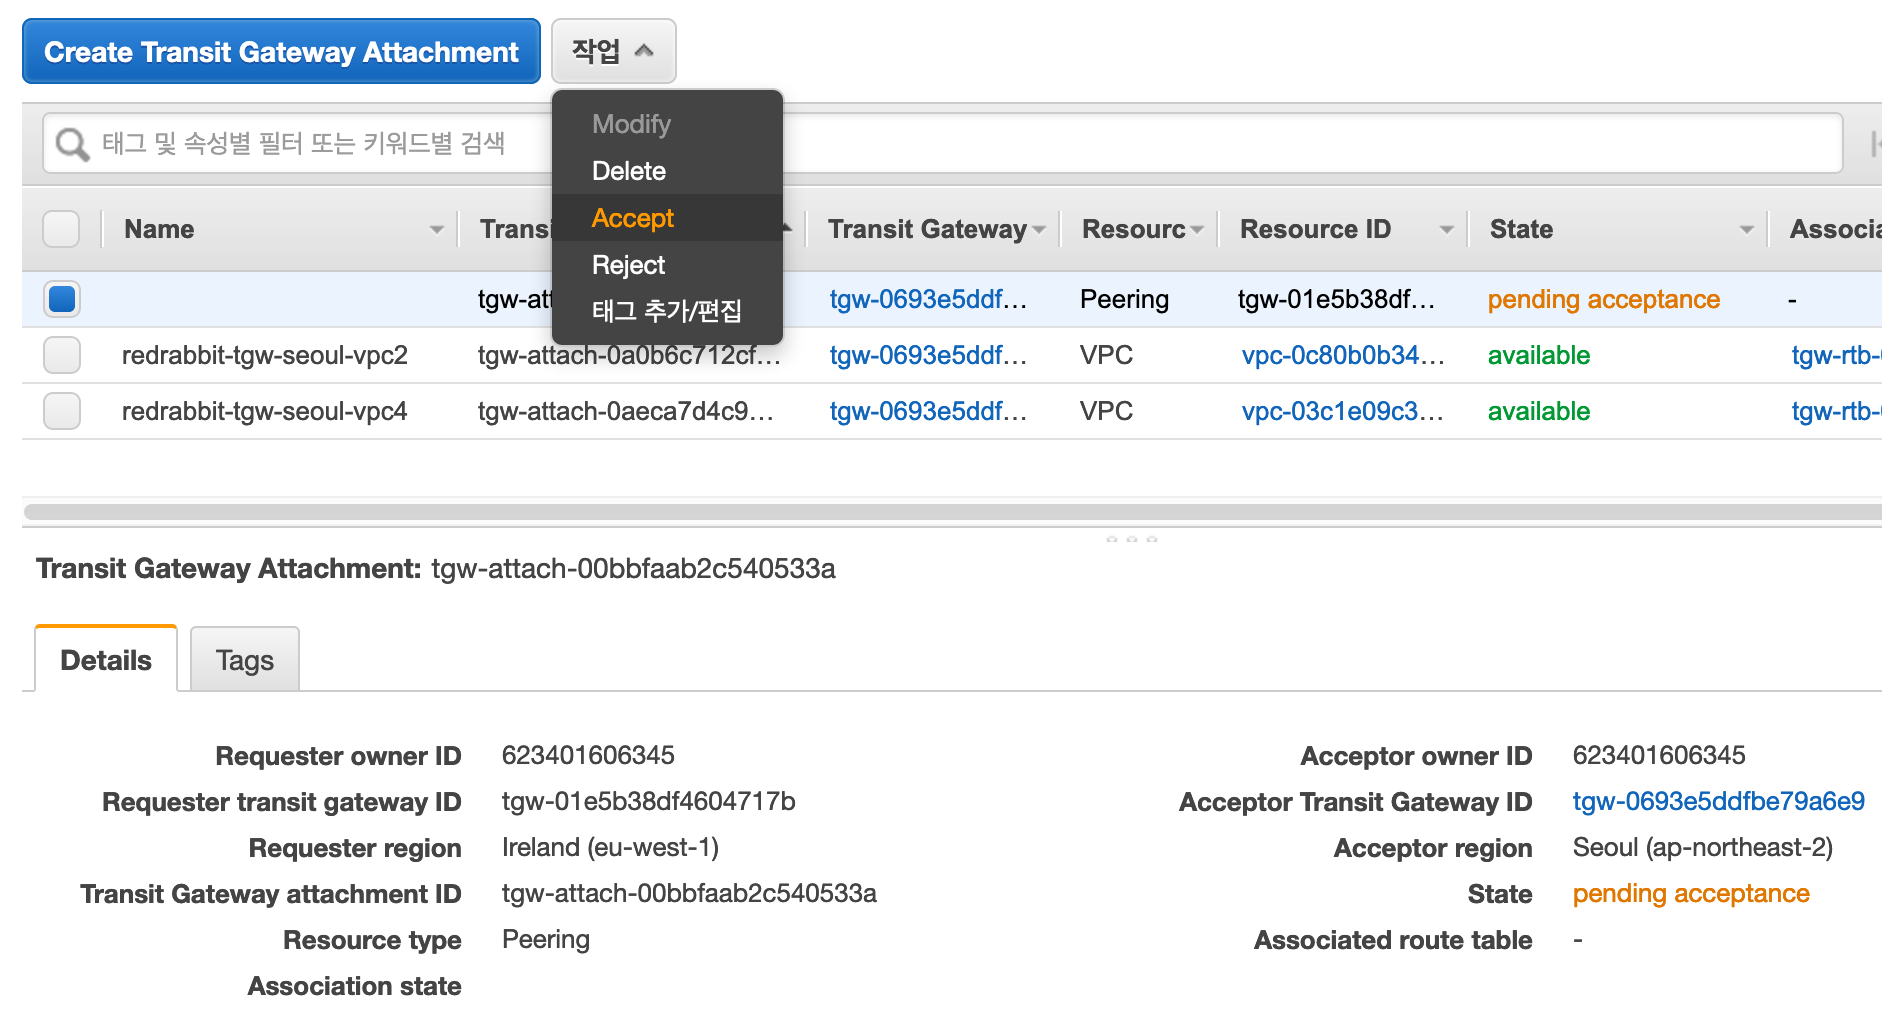 Create Transit Gateway Attachment 작업
Modify
태그 및 속성별 필터 또는 키워드별 검색
Delete
Accept
Name Transi Transit Gateway Resourc Resource ID State Associa
Reject
tgw-att tgw-0693e5ddf... Peering tgw-01e5b38df... pending acceptance -
태그 추가/편집
redrabbit-tgw-seoul-vpc2 tgw-attach-0a0b6c712cf... tgw-0693e5ddf... VPC vpc-0c80b0b34... available tgw-rtb-
redrabbit-tgw-seoul-vpc4 tgw-attach-0aeca7d4c9... tgw-0693e5ddf... VPC vpc-03c1e09c3... available tgw-rtb-
Transit Gateway Attachment: tgw-attach-00bbfaab2c540533a
Details Tags
Requester owner ID 623401606345 Acceptor owner ID 623401606345
Requester transit gateway ID tgw-01e5b38df4604717b Acceptor Transit Gateway ID tgw-0693e5ddfbe79a6e9
Requester region Ireland (eu-west-1) Acceptor region Seoul (ap-northeast-2)
Transit Gateway attachment ID tgw-attach-00bbfaab2c540533a State pending acceptance
Resource type Peering Associated route table -
Association state